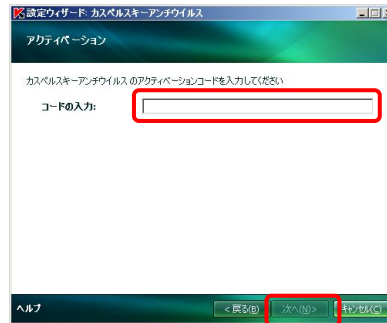 設定ウィザード: カスペルスキーアンチウイルス
アクティベーション
カスペルスキーアンチウイルス のアクティベーションコードを入力してください
コードの入力:
ヘルプ
< 戻る(B)
次へ(N)>
キャンセル(C)